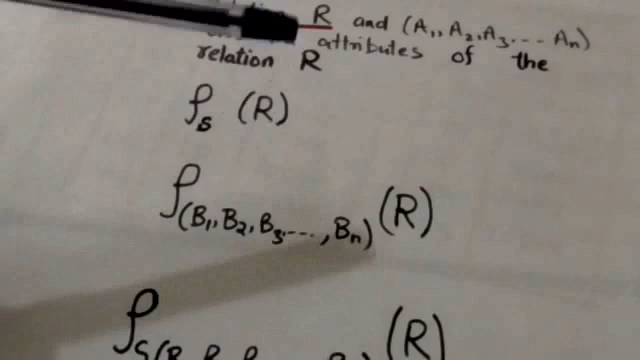 R and (A₁, A₂, A₃.... Aₙ)
attributes of the
relation R
ρₛ (R)
ρ(B₁, B₂, B₃,...., Bₙ) (R)
ρ (R)